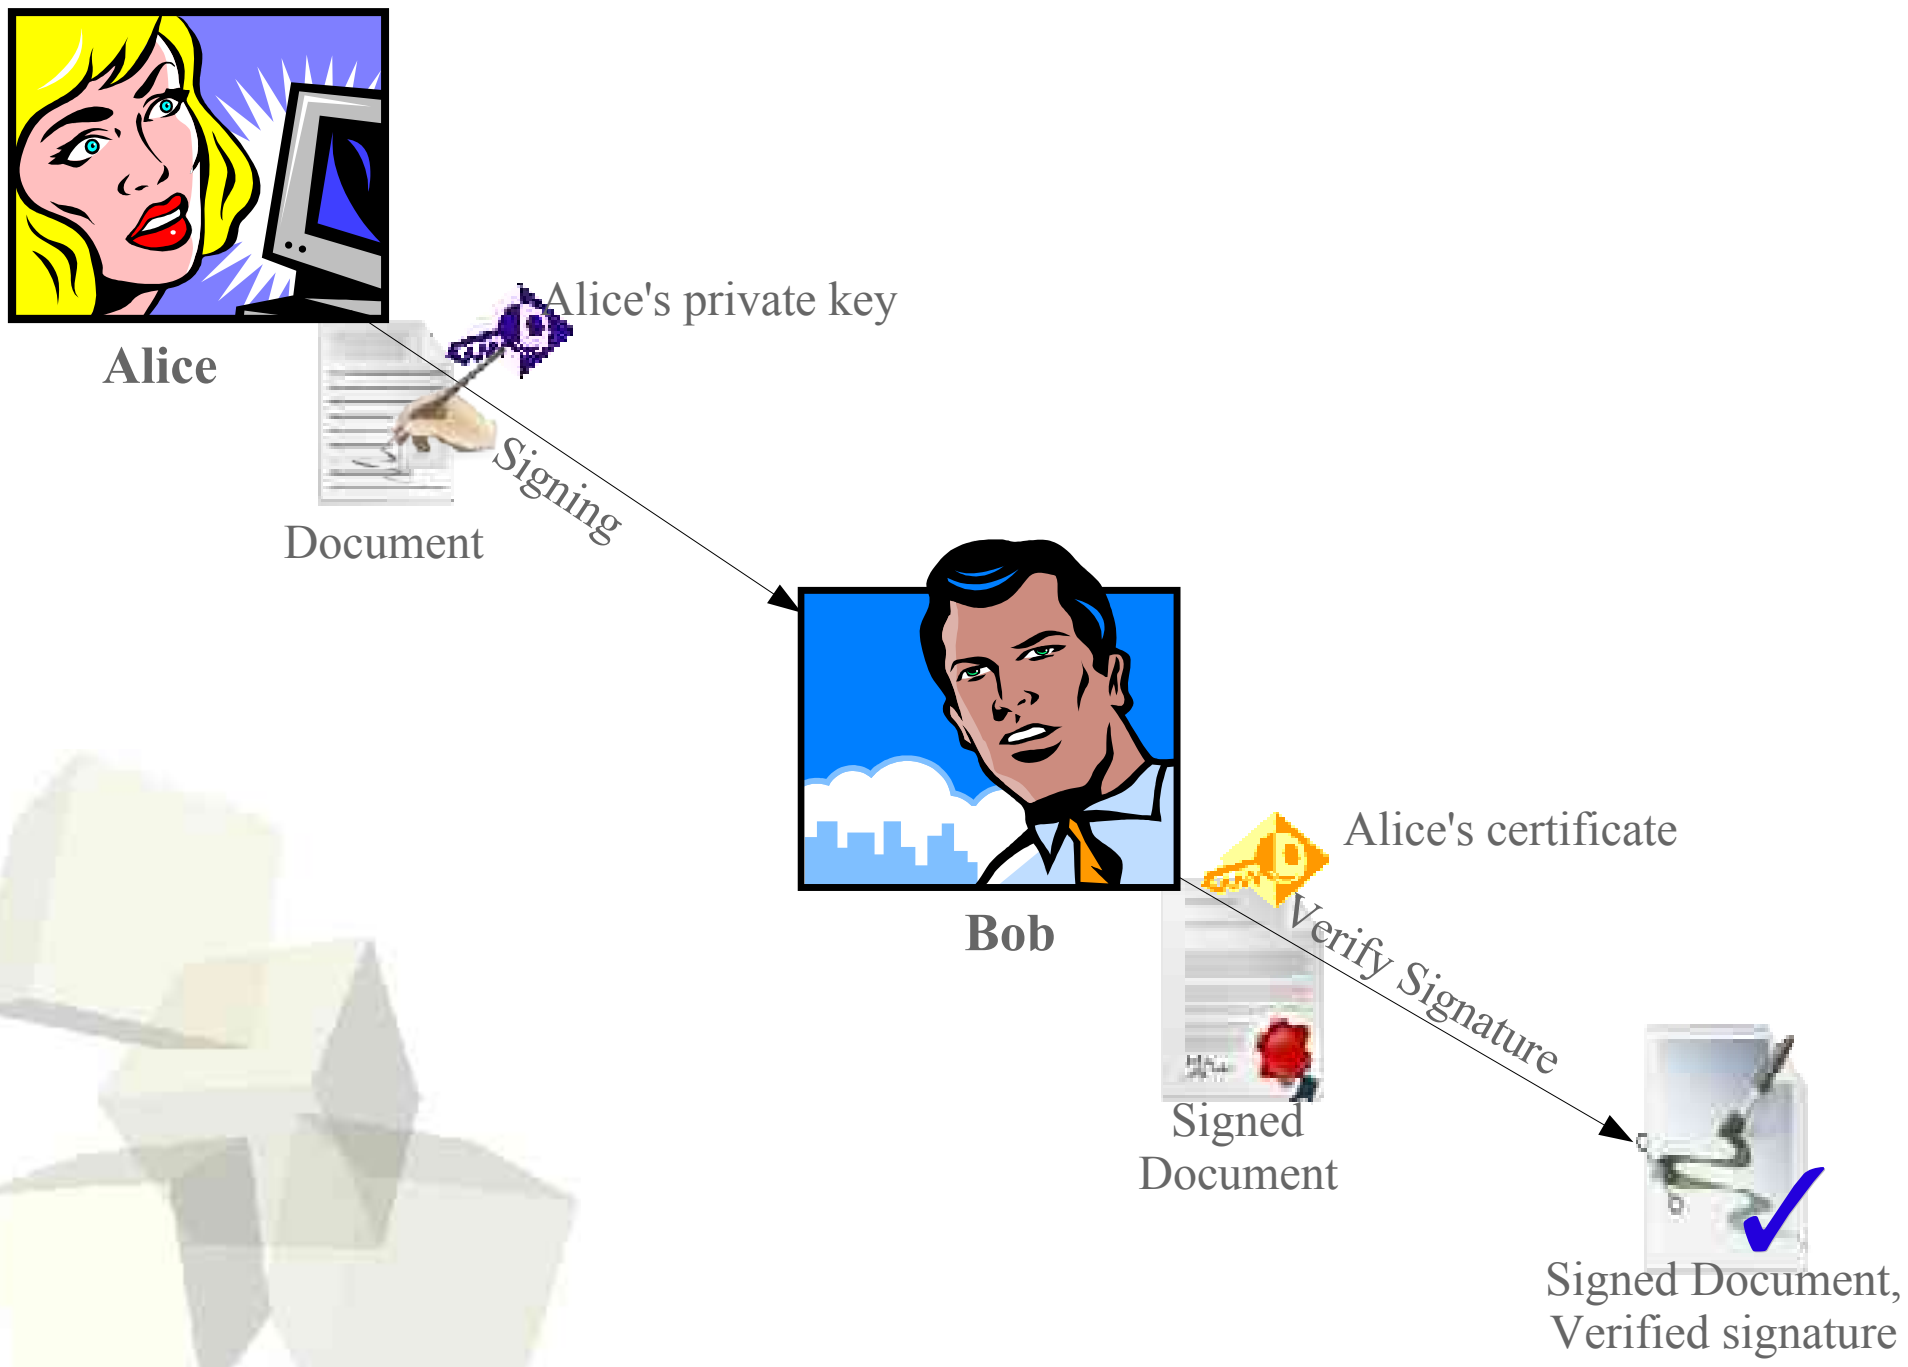 Alice's private key
Alice
Signing
Document
Alice's certificate
Bob
Verify Signature
Signed
Document
Signed Document,
Verified signature